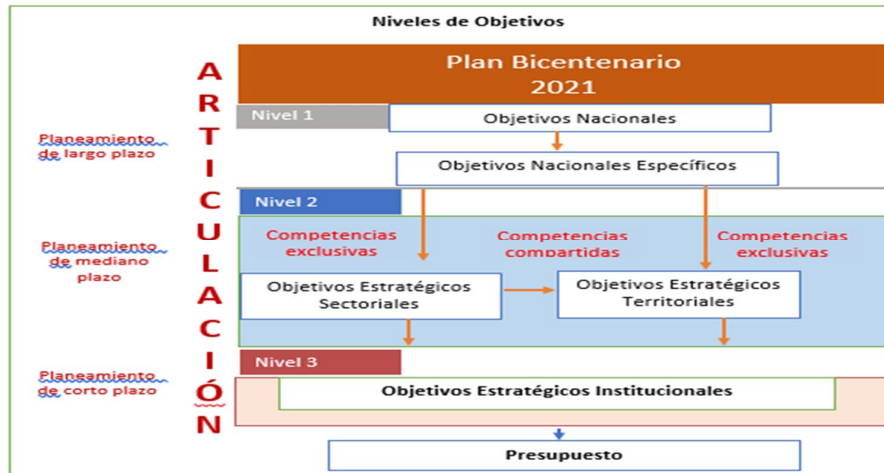 Niveles de Objetivos
Plan Bicentenario
2021
ARTICULACIÓN
Nivel 1
Objetivos Nacionales
Planeamiento
de largo plazo
Objetivos Nacionales Específicos
Nivel 2
Planeamiento
de mediano
plazo
Competencias
exclusivas
Competencias
compartidas
Competencias
exclusivas
Objetivos Estratégicos
Sectoriales
Objetivos Estratégicos
Territoriales
Nivel 3
Planeamiento
de corto plazo
Objetivos Estratégicos Institucionales
Presupuesto